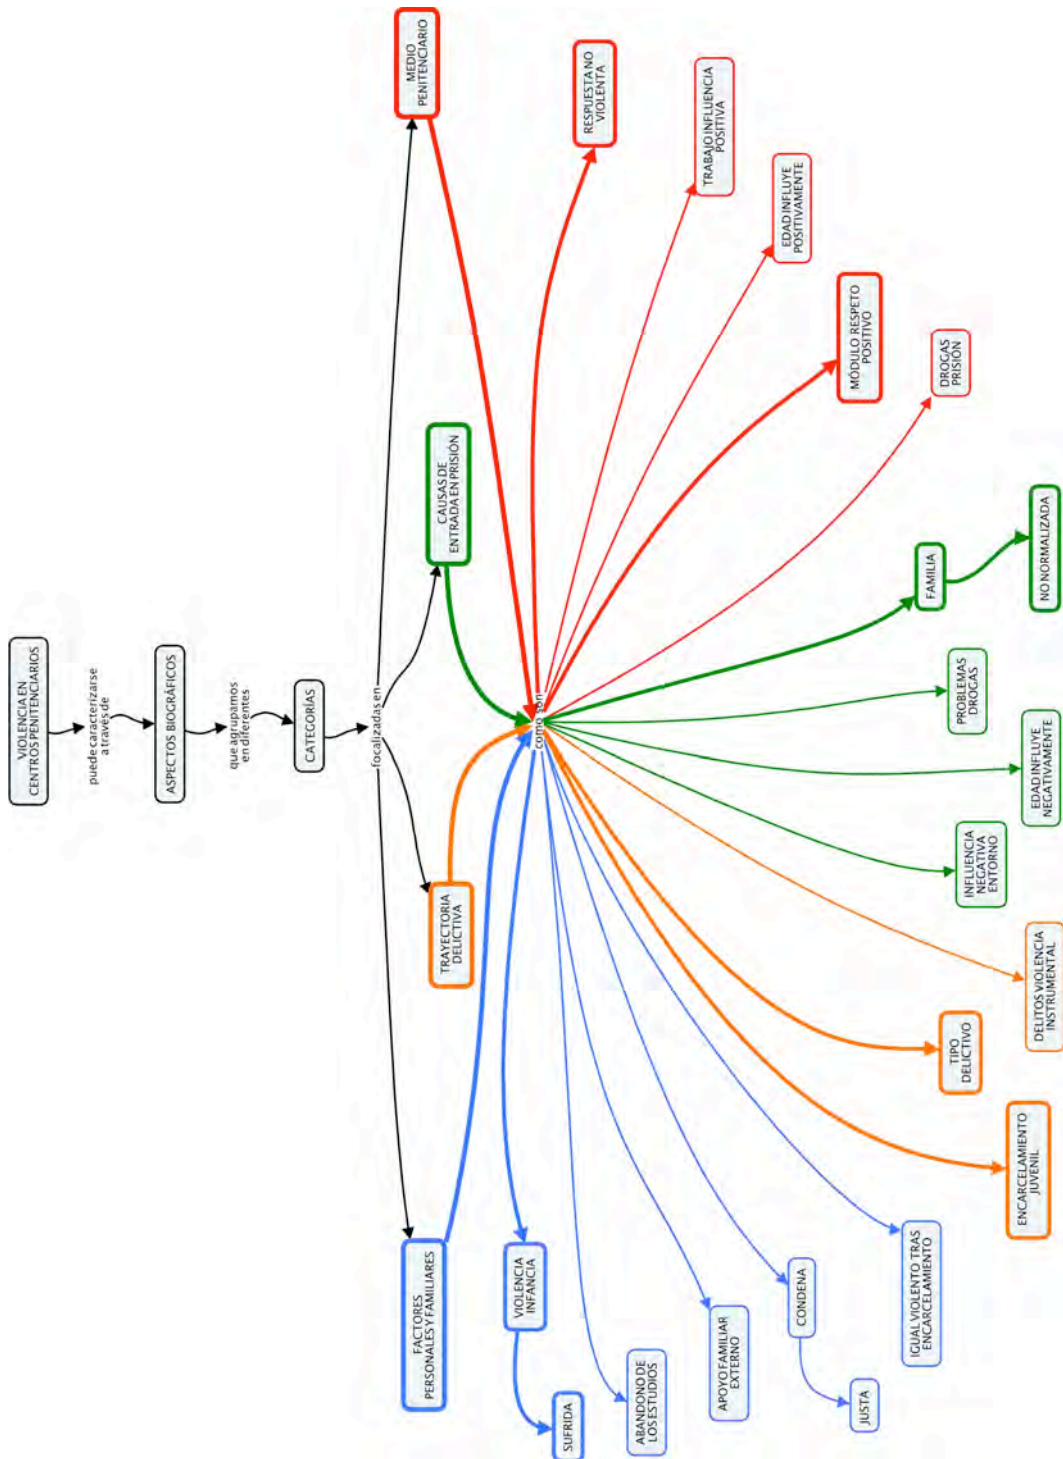 VIOLENCIA EN
CENTROS PENITENCIARIOS
puede caracterizarse
a través de
ASPECTOS BIOGRÁFICOS
que agrupamos
en diferentes
CATEGORÍAS
focalizadas en
FACTORES
PERSONALES Y FAMILIARES
TRAYECTORIA
DELICTIVA
CAUSAS DE
ENTRADA EN PRISIÓN
MEDIO
PENITENCIARIO
como son
SUFRIDA
VIOLENCIA
INFANCIA
ABANDONO DE
LOS ESTUDIOS
APOYO FAMILIAR
EXTERNO
JUSTA
CONDENA
IGUAL VIOLENTO TRAS
ENCARCELAMIENTO
ENCARCELAMIENTO
JUVENIL
TIPO
DELICTIVO
DELITOS VIOLENCIA
INSTRUMENTAL
INFLUENCIA
NEGATIVA
ENTORNO
EDAD INFLUYE
NEGATIVAMENTE
PROBLEMAS
DROGAS
FAMILIA
NO NORMALIZADA
DROGAS
PRISIÓN
MÓDULO RESPETO
POSITIVO
EDAD INFLUYE
POSITIVAMENTE
TRABAJO INFLUENCIA
POSITIVA
RESPUESTA NO
VIOLENTA